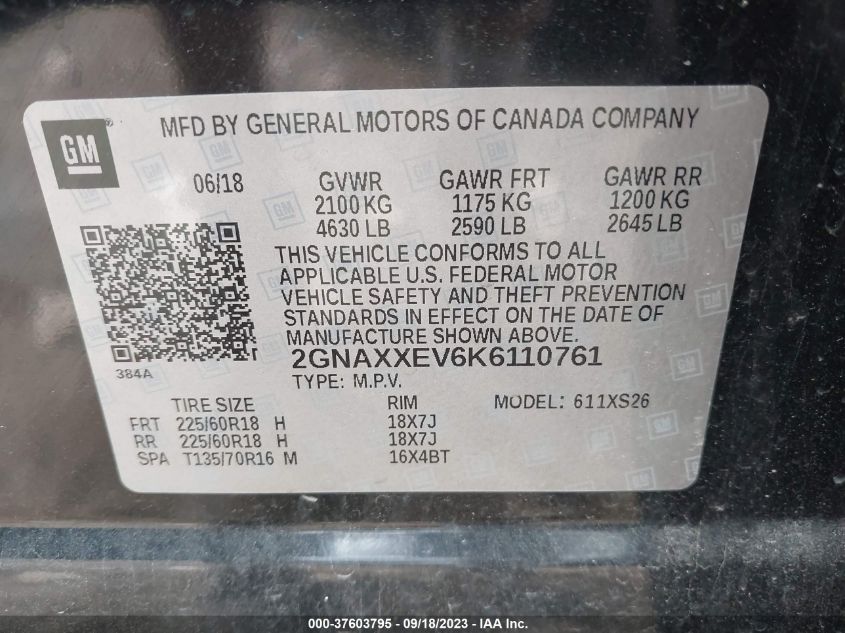 GM
MFD BY GENERAL MOTORS OF CANADA COMPANY
06/18 GVWR GAWR FRT GAWR RR
2100 KG 1175 KG 1200 KG
4630 LB 2590 LB 2645 LB
THIS VEHICLE CONFORMS TO ALL
APPLICABLE U.S. FEDERAL MOTOR
VEHICLE SAFETY AND THEFT PREVENTION
STANDARDS IN EFFECT ON THE DATE OF
MANUFACTURE SHOWN ABOVE.
384A
2GNAXXEV6K6110761
TYPE: M.P.V.
TIRE SIZE RIM MODEL: 611XS26
FRT 225/60R18 H 18X7J
RR 225/60R18 H 18X7J
SPA T135/70R16 M 16X4BT
000-37603795 - 09/18/2023 - IAA Inc.